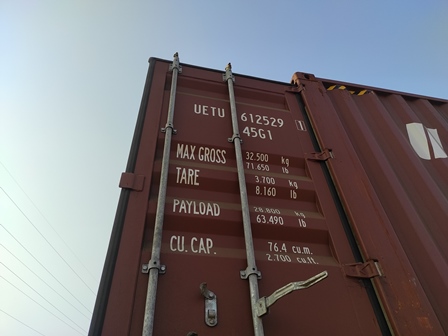 UETU 612529 1
45G1
MAX GROSS 32.500 kg
71.650 lb
TARE 3.700 kg
8.160 lb
PAYLOAD 28.800 kg
63.490 lb
CU. CAP. 76.4 cu.m.
2.700 cu.ft.